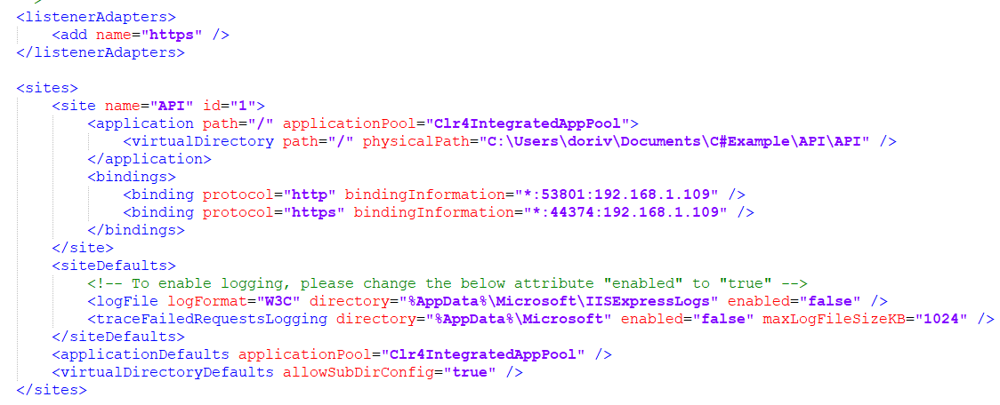 <listenerAdapters>
<add name="https" />
</listenerAdapters>
<sites>
<site name="API" id="1">
<application path="/" applicationPool="Clr4IntegratedAppPool">
<virtualDirectory path="/" physicalPath="C:\Users\doriv\Documents\C#Example\API\API" />
</application>
<bindings>
<binding protocol="http" bindingInformation="*:53801:192.168.1.109" />
<binding protocol="https" bindingInformation="*:44374:192.168.1.109" />
</bindings>
</site>
<siteDefaults>
<!-- To enable logging, please change the below attribute "enabled" to "true" -->
<logFile logFormat="W3C" directory="%AppData%\Microsoft\IISExpressLogs" enabled="false" />
<traceFailedRequestsLogging directory="%AppData%\Microsoft" enabled="false" maxLogFileSizeKB="1024" />
</siteDefaults>
<applicationDefaults applicationPool="Clr4IntegratedAppPool" />
<virtualDirectoryDefaults allowSubDirConfig="true" />
</sites>